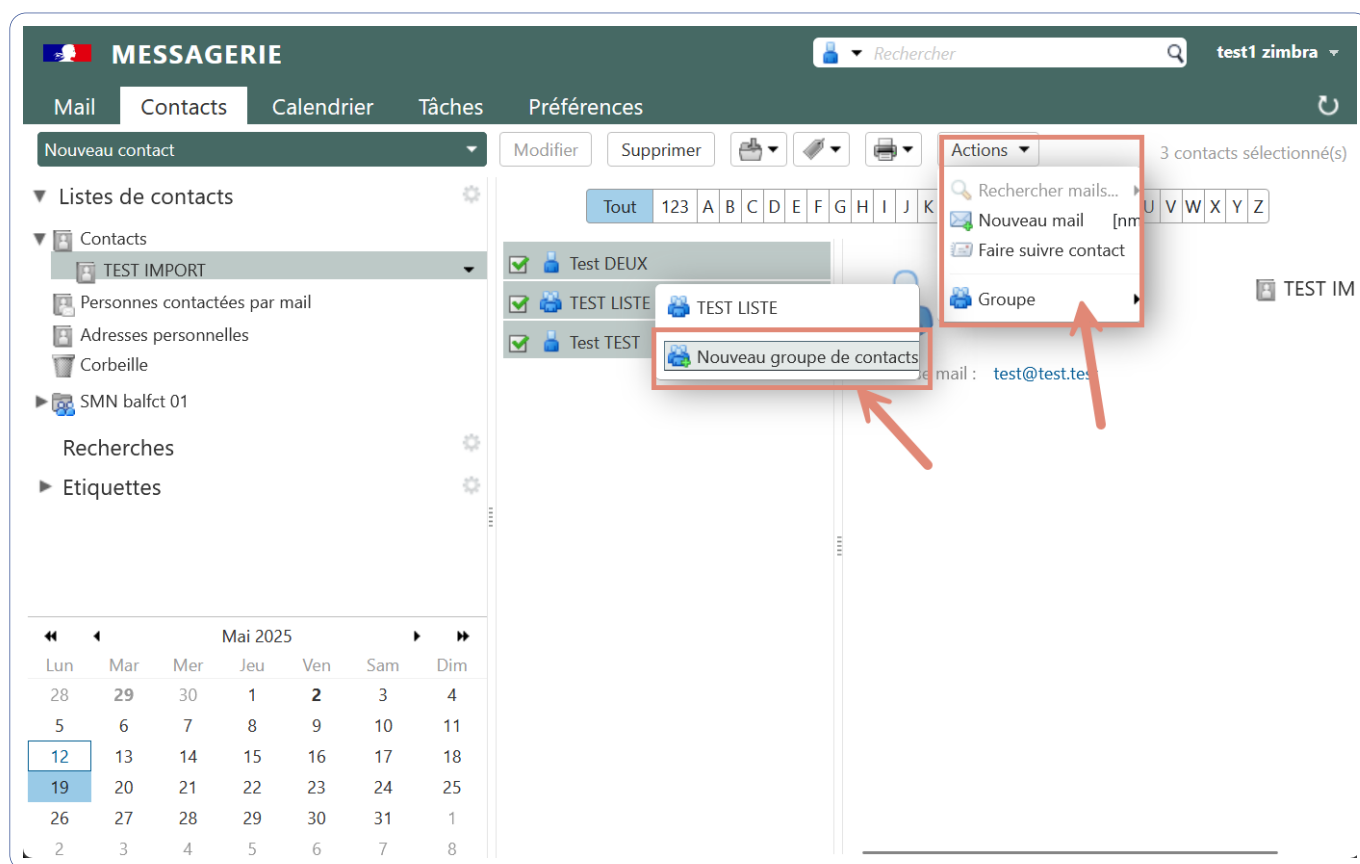 MESSAGERIE
Rechercher
test1 zimbra
Mail Contacts Calendrier Tâches Préférences
Nouveau contact
Modifier Supprimer Actions 3 contacts sélectionné(s)
Listes de contacts
Contacts
TEST IMPORT
Personnes contactées par mail
Adresses personnelles
Corbeille
SMN balfct 01
Recherches
Etiquettes
Tout 123 A B C D E F G H I J K U V W X Y Z
Rechercher mails...
Nouveau mail [nm
Faire suivre contact
Groupe
Test DEUX
TEST LISTE
Test TEST
TEST LISTE
Nouveau groupe de contacts
TEST IM
mail : test@test.test
Mai 2025
Lun Mar Mer Jeu Ven Sam Dim
28 29 30 1 2 3 4
5 6 7 8 9 10 11
12 13 14 15 16 17 18
19 20 21 22 23 24 25
26 27 28 29 30 31 1
2 3 4 5 6 7 8